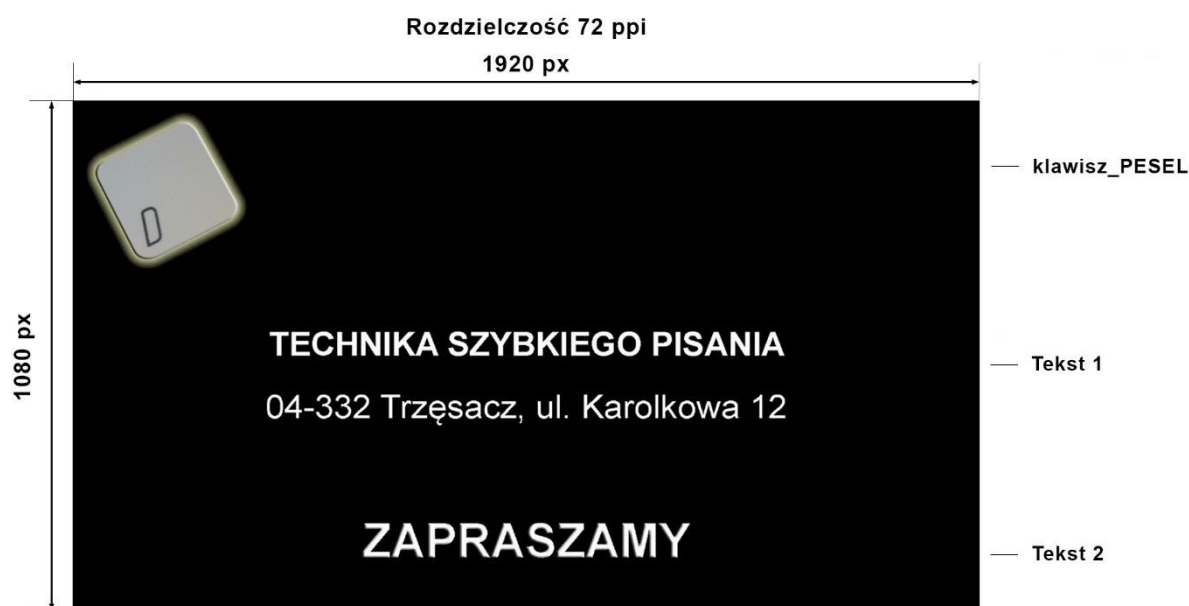 Rozdzielczość 72 ppi
1920 px
klawisz_PESEL
1080 px
D
TECHNIKA SZYBKIEGO PISANIA
Tekst 1
04-332 Trzęsacz, ul. Karolkowa 12
ZAPRASZAMY
Tekst 2